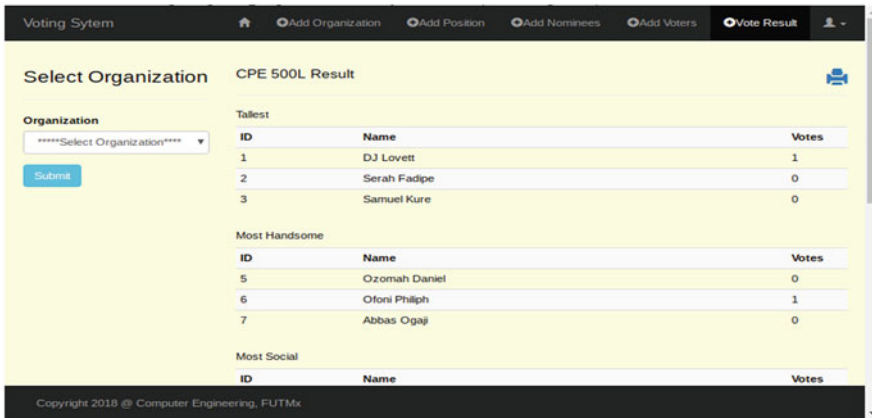 Voting Sytem Add Organization Add Position Add Nominees Add Voters Vote Result
Select Organization
Organization
*****Select Organization****
Submit
CPE 500L Result
Tallest
ID Name Votes
1 DJ Lovett 1
2 Serah Fadipe 0
3 Samuel Kure 0
Most Handsome
ID Name Votes
5 Ozomah Daniel 0
6 Ofoni Philiph 1
7 Abbas Ogaji 0
Most Social
ID Name Votes
Copyright 2018 @ Computer Engineering, FUTMx